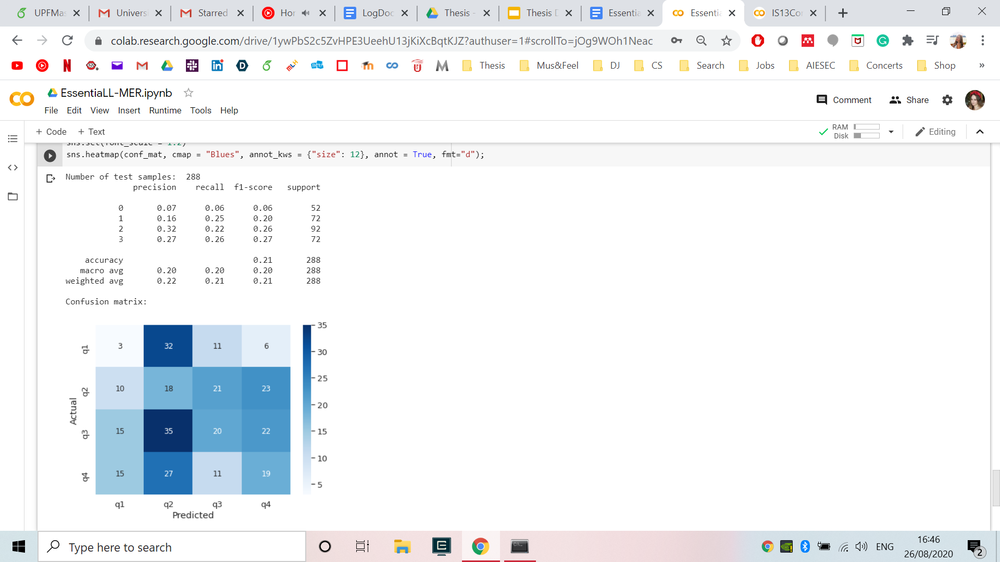 UPFMas
Universi
Starred
Hor
LogDoc
Thesis -
Thesis D
Essentia
Essentia
IS13Cor
colab.research.google.com/drive/1ywPbS2c5ZvHPE3UeehU13jKiXcBqtKJZ?authuser=1#scrollTo=jOg9WOh1Neac
Thesis
Mus&Feel
DJ
CS
Search
Jobs
AIESEC
Concerts
Shop
»
EssentiaLL-MER.ipynb
Comment
Share
File Edit View Insert Runtime Tools Help
+ Code + Text
RAM
Disk
Editing
sns.set(font_scale = 1.2)
sns.heatmap(conf_mat, cmap = "Blues", annot_kws = {"size": 12}, annot = True, fmt="d");
Number of test samples: 288
precision recall f1-score support
0 0.07 0.06 0.06 52
1 0.16 0.25 0.20 72
2 0.32 0.22 0.26 92
3 0.27 0.26 0.27 72
accuracy 0.21 288
macro avg 0.20 0.20 0.20 288
weighted avg 0.22 0.21 0.21 288
Confusion matrix:
Actual
q1 3 32 11 6
q2 10 18 21 23
q3 15 35 20 22
q4 15 27 11 19
q1 q2 q3 q4
Predicted
35
30
25
20
15
10
5
Type here to search
ENG
16:46
26/08/2020
2